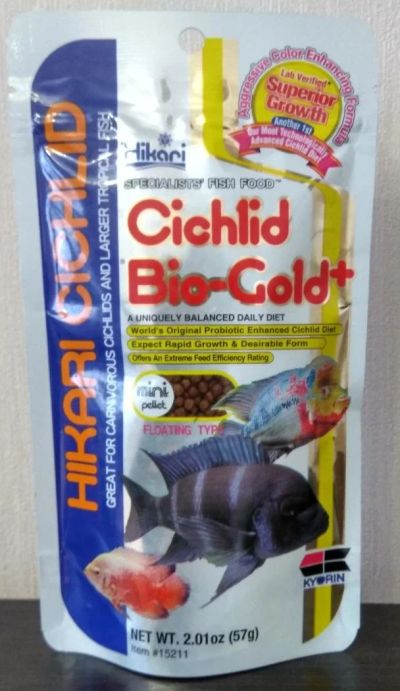 Aggressive Color Enhancing Formula
Lab Verified*
Superior
Growth
Another 1st
Our Most Technologically
Advanced Cichlid Diet
Hikari
SPECIALISTS' FISH FOOD™
HIKARI CICHLID
GREAT FOR CARNIVOROUS CICHLIDS AND LARGER TROPICAL FISH
Cichlid
Bio-Gold+
A UNIQUELY BALANCED DAILY DIET
World's Original Probiotic Enhanced Cichlid Diet
Expect Rapid Growth & Desirable Form
Offers An Extreme Feed Efficiency Rating
mini
pellet
FLOATING TYPE
KYORIN
NET WT. 2.01oz (57g)
Item #15211